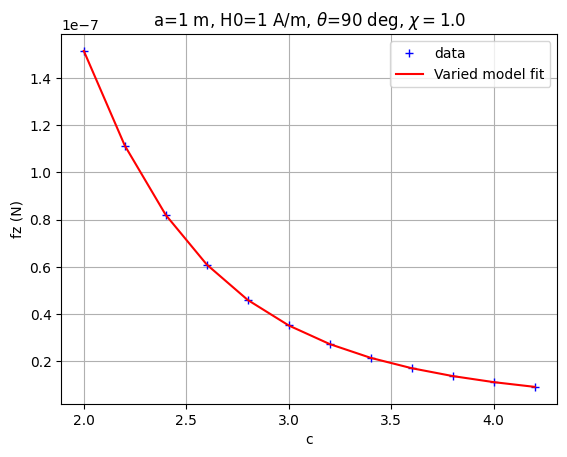 a=1 m, H0=1 A/m, θ=90 deg, χ = 1.0
1e−7
data
Varied model fit
1.4
1.2
1.0
0.8
0.6
0.4
0.2
fz (N)
2.0 2.5 3.0 3.5 4.0
c